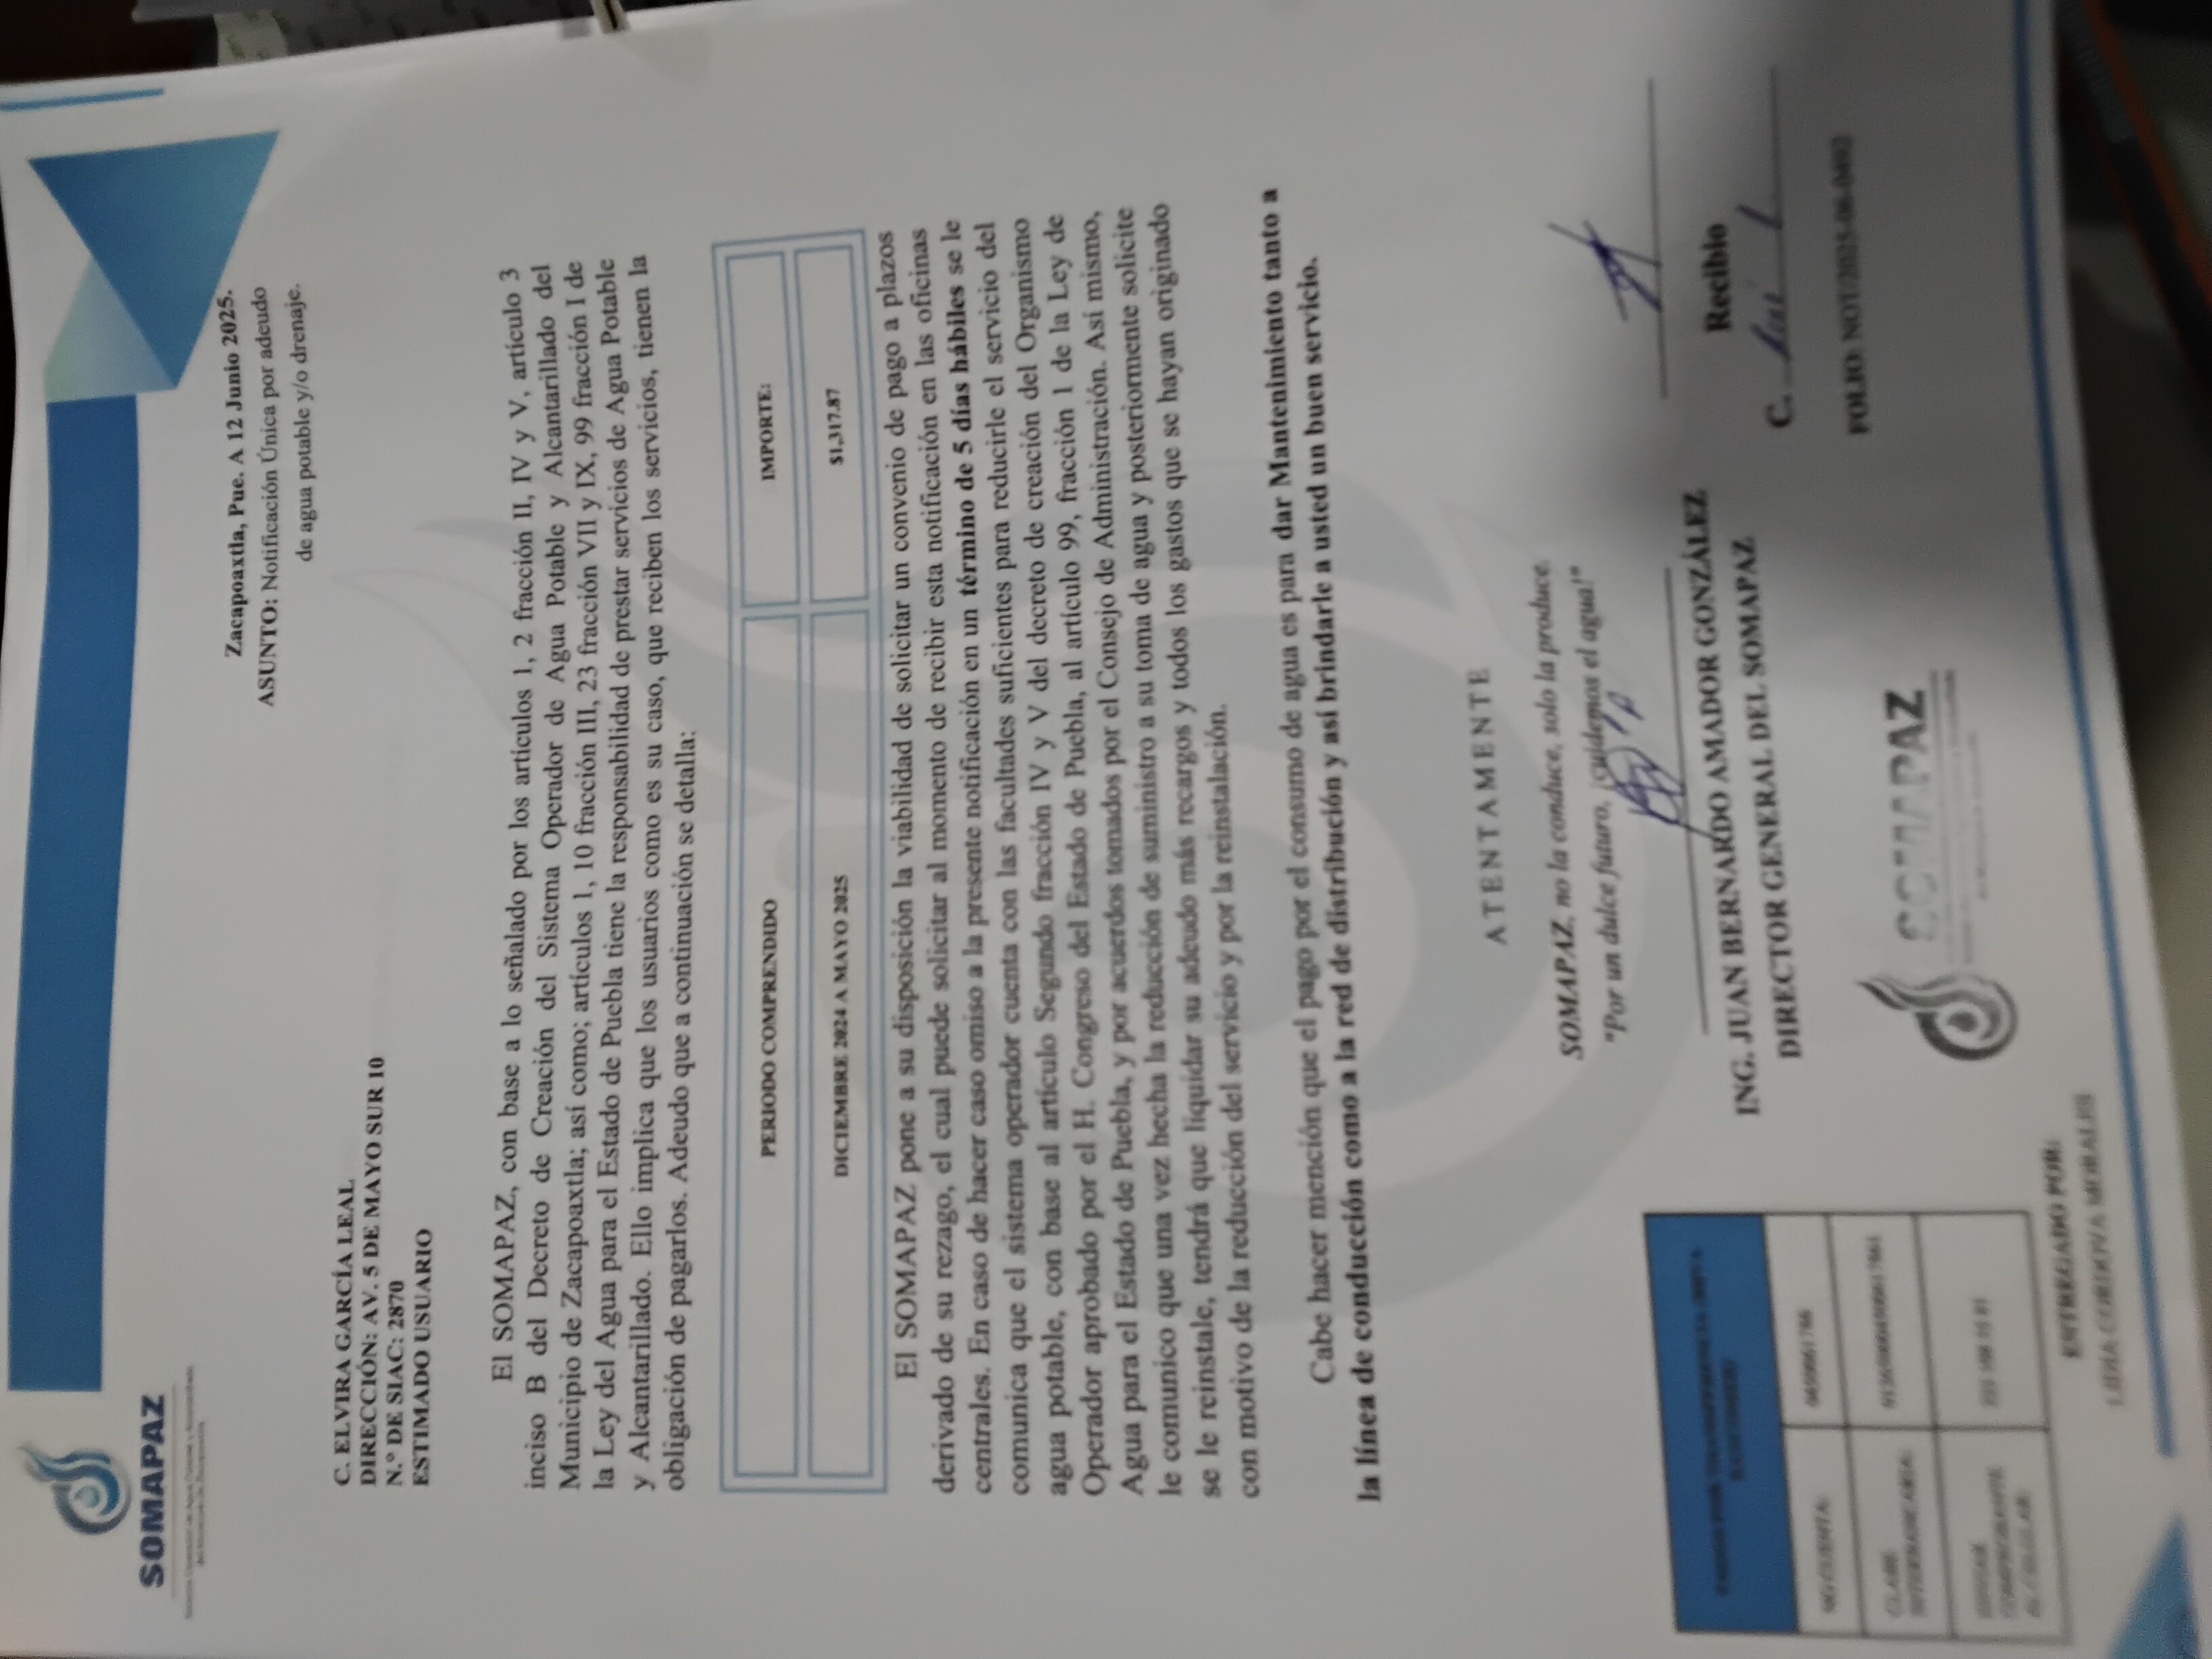 SOMAPAZ
Zacapoaxtla, Pue. A 12 Junio 2025.
ASUNTO: Notificación Única por adeudo
de agua potable y/o drenaje.
C. ELVIRA GARCÍA LEAL
DIRECCIÓN: AV. 5 DE MAYO SUR 10
N.° DE SIAC: 2870
ESTIMADO USUARIO
El SOMAPAZ, con base a lo señalado por los artículos 1, 2 fracción II, IV y V, artículo 3
inciso B del Decreto de Creación del Sistema Operador de Agua Potable y Alcantarillado del
Municipio de Zacapoaxtla; así como; artículos 1, 10 fracción III, 23 fracción VII y IX, 99 fracción I de
la Ley del Agua para el Estado de Puebla tiene la responsabilidad de prestar servicios de Agua Potable
y Alcantarillado. Ello implica que los usuarios como es su caso, que reciben los servicios, tienen la
obligación de pagarlos. Adeudo que a continuación se detalla:
PERIODO COMPRENDIDO IMPORTE:
DICIEMBRE 2024 A MAYO 2025 $1,317.87
El SOMAPAZ pone a su disposición la viabilidad de solicitar un convenio de pago a plazos
derivado de su rezago, el cual puede solicitar al momento de recibir esta notificación en las oficinas
centrales. En caso de hacer caso omiso a la presente notificación en un término de 5 días hábiles se le
comunica que el sistema operador cuenta con las facultades suficientes para reducirle el servicio del
agua potable, con base al artículo Segundo fracción IV y V del decreto de creación del Organismo
Operador aprobado por el H. Congreso del Estado de Puebla, al artículo 99, fracción 1 de la Ley de
Agua para el Estado de Puebla, y por acuerdos tomados por el Consejo de Administración. Así mismo,
le comunico que una vez hecha la reducción de suministro a su toma de agua y posteriormente solicite
se le reinstale, tendrá que liquidar su adeudo más recargos y todos los gastos que se hayan originado
con motivo de la reducción del servicio y por la reinstalación.
Cabe hacer mención que el pago por el consumo de agua es para dar Mantenimiento tanto a
la línea de conducción como a la red de distribución y así brindarle a usted un buen servicio.
ATENTAMENTE
SOMAPAZ, no la conduce, solo la produce.
"Por un dulce futuro, ¡cuidemos el agua!"
ING. JUAN BERNARDO AMADOR GONZÁLEZ
DIRECTOR GENERAL DEL SOMAPAZ
Recibio
C.
FOLIO: NOT/2025-06-0492
NO CUENTA:
CLABE
INTERBANCARIA:
COMPROBANTE
AL CELULAR:
SOMAPAZ
ENTREGADO POR:
LIDIA CORDOVA MORALES